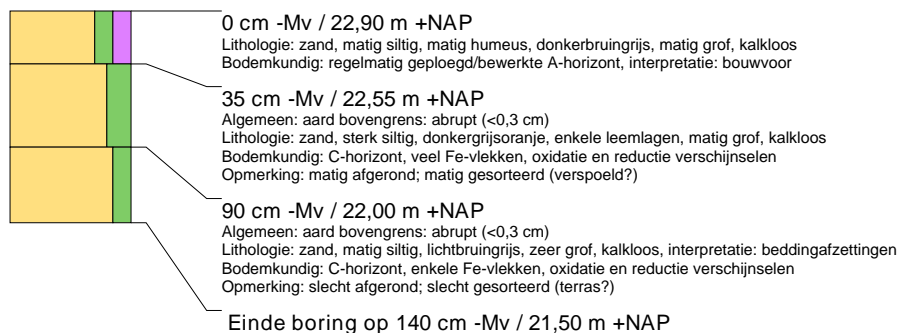 0 cm -Mv / 22,90 m +NAP
Lithologie: zand, matig siltig, matig humeus, donkerbruingrijs, matig grof, kalkloos
Bodemkundig: regelmatig geploegd/bewerkte A-horizont, interpretatie: bouwvoor
35 cm -Mv / 22,55 m +NAP
Algemeen: aard bovengrens: abrupt (<0,3 cm)
Lithologie: zand, sterk siltig, donkergrijsoranje, enkele leemlagen, matig grof, kalkloos
Bodemkundig: C-horizont, veel Fe-vlekken, oxidatie en reductie verschijnselen
Opmerking: matig afgerond; matig gesorteerd (verspoeld?)
90 cm -Mv / 22,00 m +NAP
Algemeen: aard bovengrens: abrupt (<0,3 cm)
Lithologie: zand, matig siltig, lichtbruingrijs, zeer grof, kalkloos, interpretatie: beddingafzettingen
Bodemkundig: C-horizont, enkele Fe-vlekken, oxidatie en reductie verschijnselen
Opmerking: slecht afgerond; slecht gesorteerd (terras?)
Einde boring op 140 cm -Mv / 21,50 m +NAP